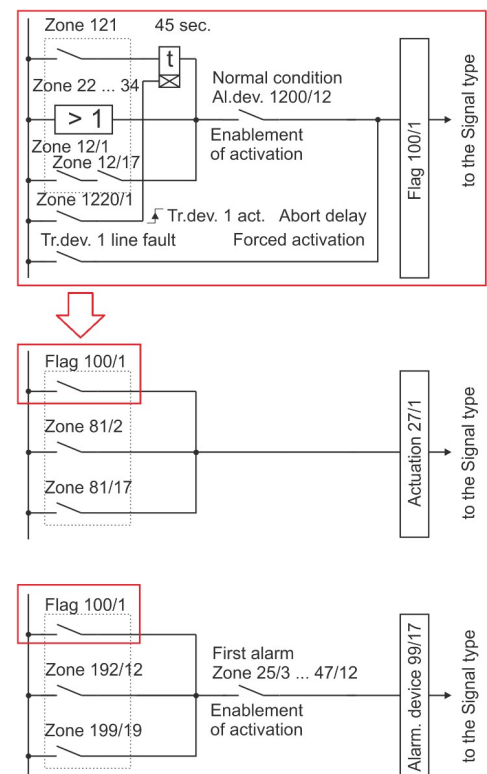 Zone 121
45 sec.
t
Zone 22 ... 34
Normal condition
Al.dev. 1200/12
> 1
Enablement
of activation
Zone 12/1
Zone 12/17
Zone 1220/1
Tr.dev. 1 act. Abort delay
Tr.dev. 1 line fault
Forced activation
Flag 100/1
to the Signal type
Flag 100/1
Zone 81/2
Zone 81/17
Actuation 27/1
to the Signal type
Flag 100/1
First alarm
Zone 192/12
Zone 25/3 ... 47/12
Enablement
of activation
Zone 199/19
Alarm. device 99/17
to the Signal type